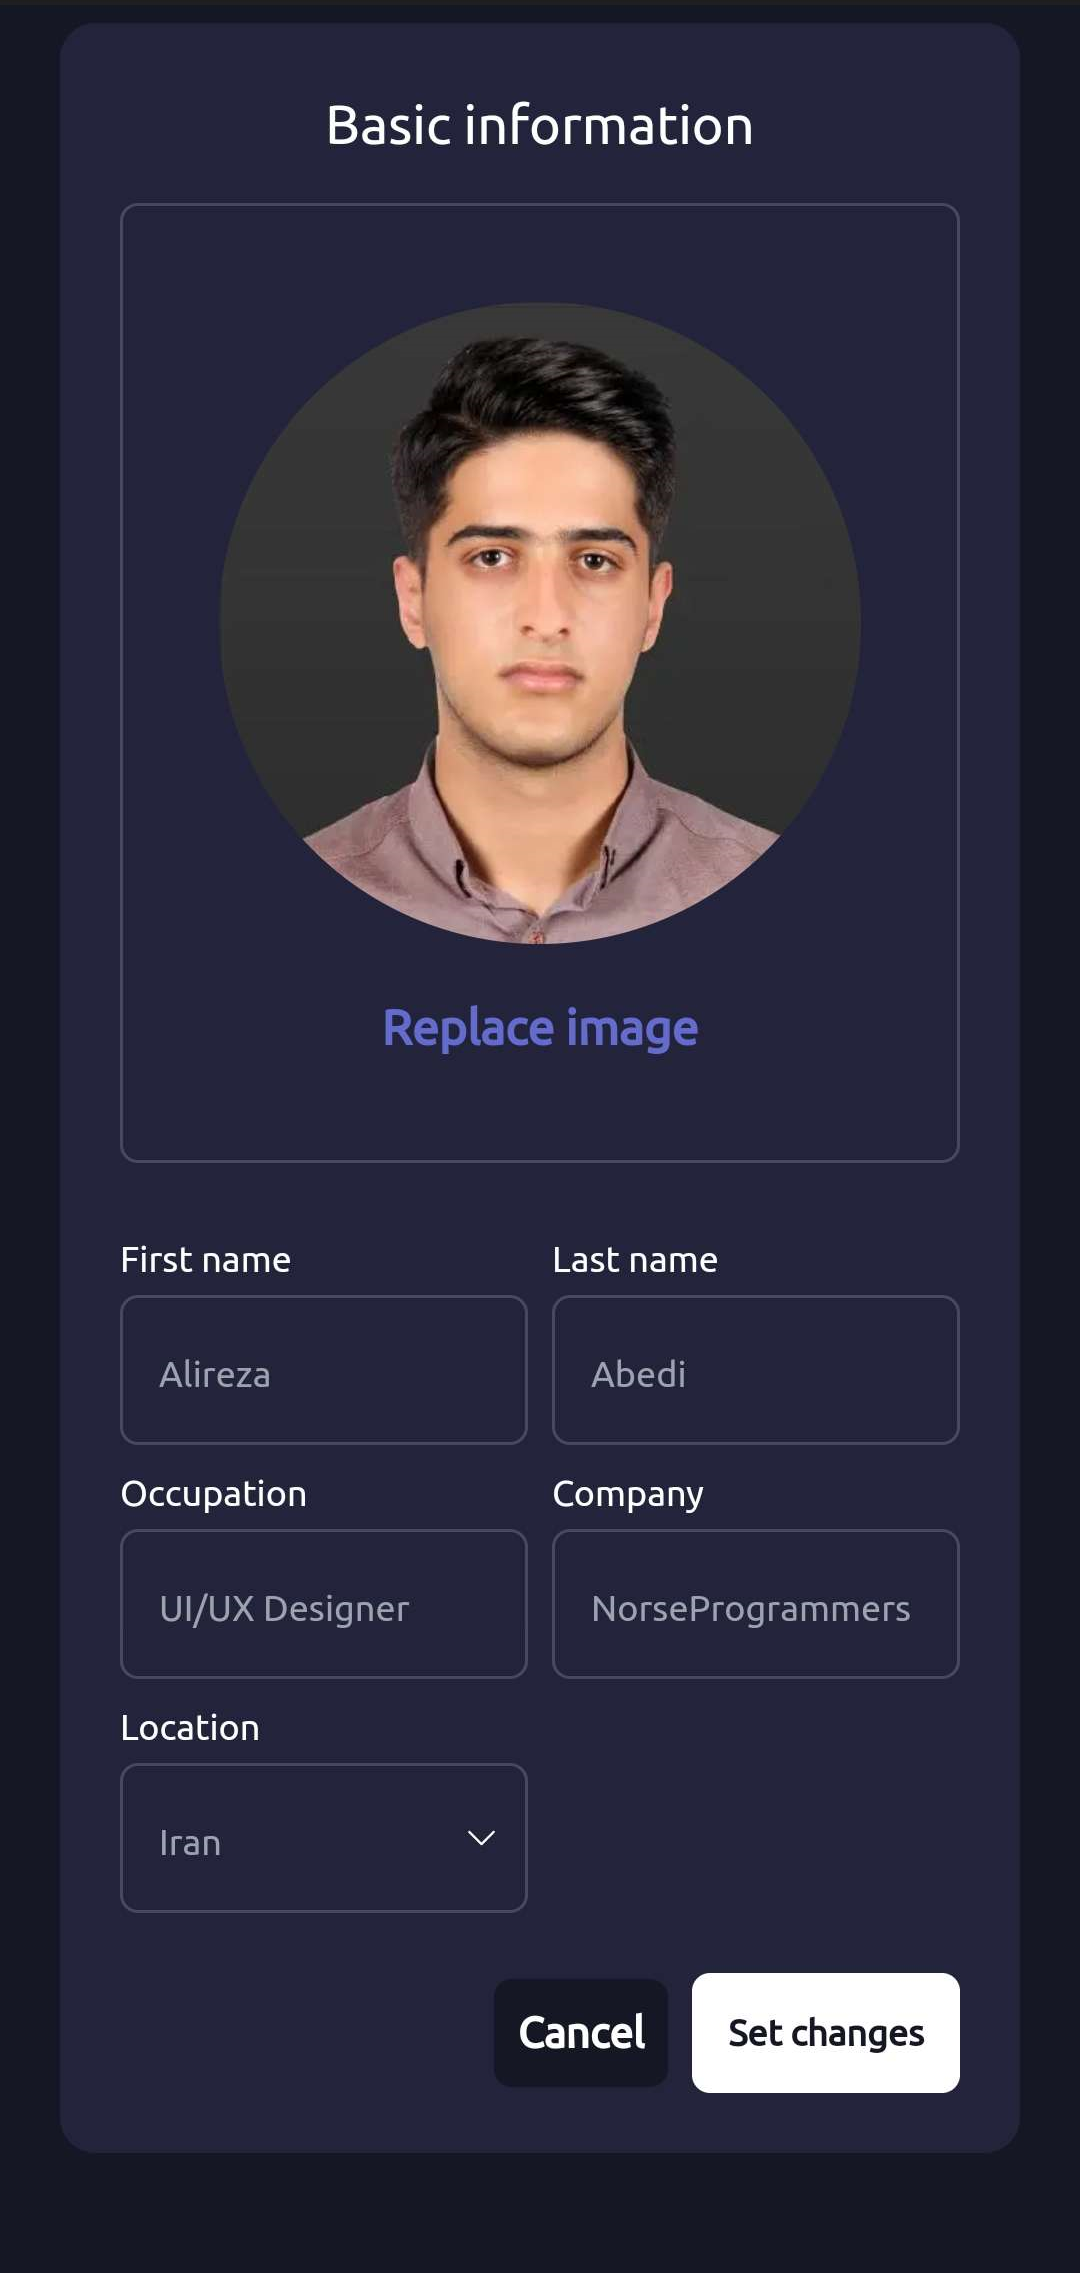 Basic information
Replace image
First name
Last name
Alireza
Abedi
Occupation
Company
UI/UX Designer
NorseProgrammers
Location
Iran
Cancel
Set changes